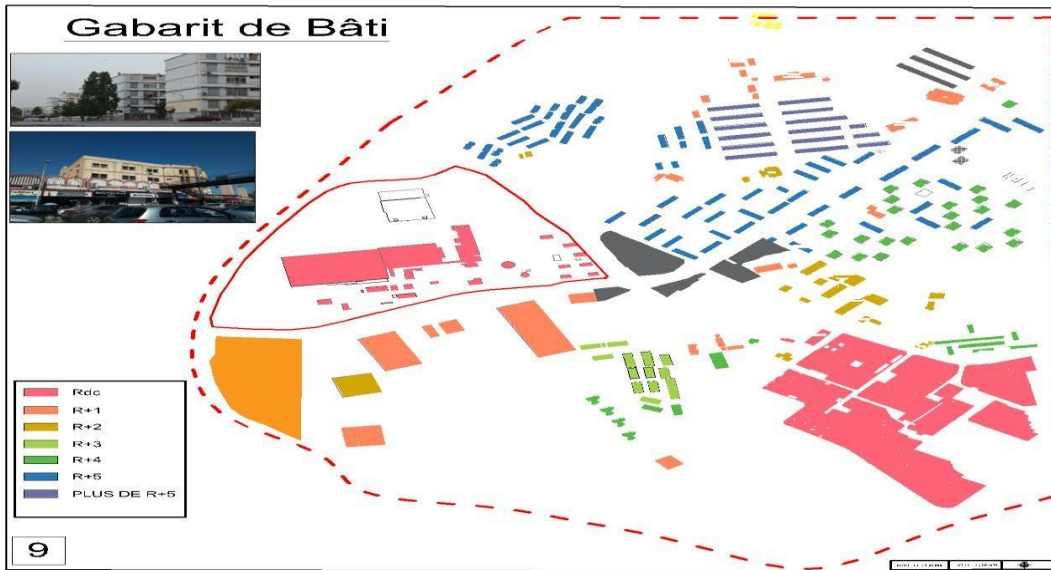 Gabarit de Bâti
Rdc
R+1
R+2
R+3
R+4
R+5
PLUS DE R+5
9